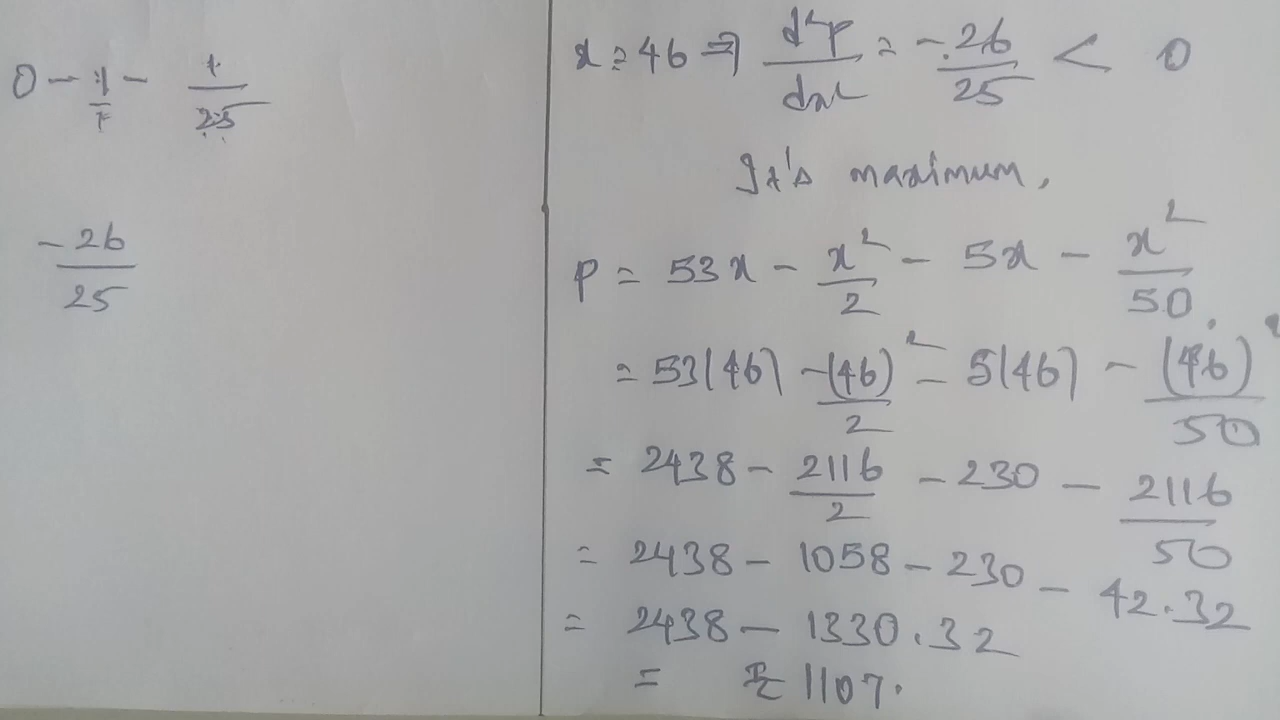 0 - 1/1 - 1/25
-26/25
x = 46 ⇒ d²p/dx² = -26/25 < 0
It's maximum.
p = 53x - x²/2 - 5x - x²/50.
= 53(46) - (46)²/2 - 5(46) - (46)/50
= 2438 - 2116/2 - 230 - 2116/50
= 2438 - 1058 - 230 - 42.32
= 2438 - 1330.32
= ₹ 1107.